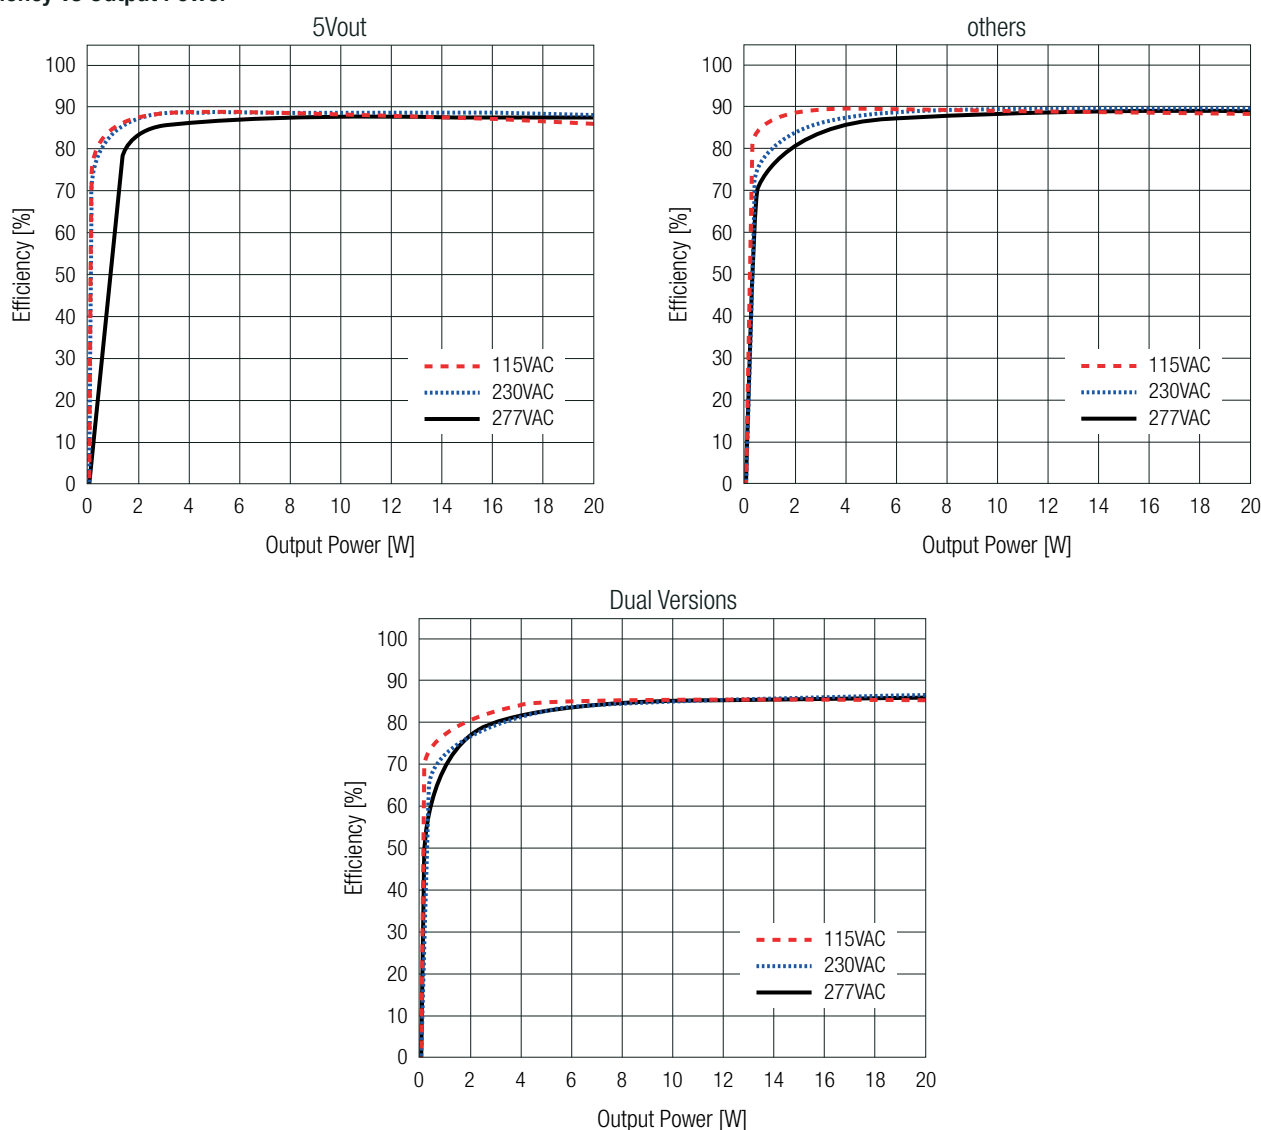 5Vout
100
90
80
70
60
50
40
30
20
10
0
Efficiency [%]
115VAC
230VAC
277VAC
0 2 4 6 8 10 12 14 16 18 20
Output Power [W]
others
100
90
80
70
60
50
40
30
20
10
0
Efficiency [%]
115VAC
230VAC
277VAC
0 2 4 6 8 10 12 14 16 18 20
Output Power [W]
Dual Versions
100
90
80
70
60
50
40
30
20
10
0
Efficiency [%]
115VAC
230VAC
277VAC
0 2 4 6 8 10 12 14 16 18 20
Output Power [W]